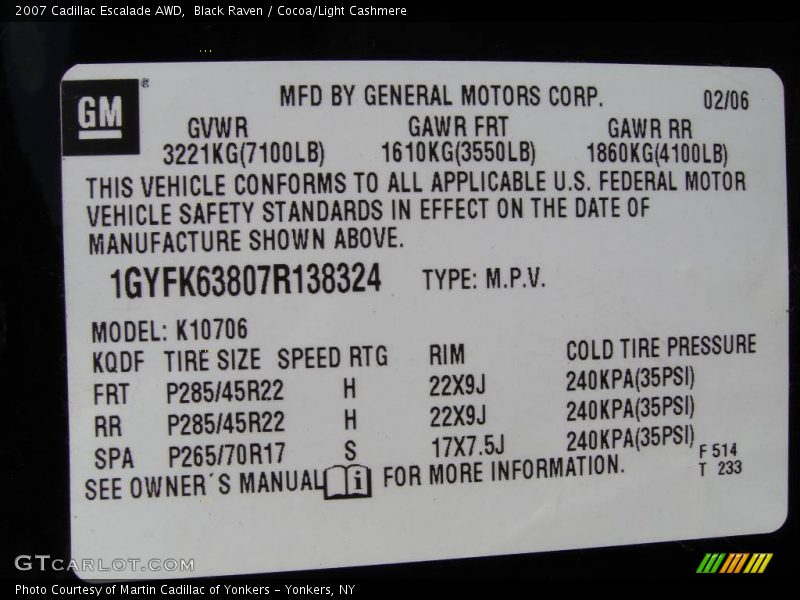 2007 Cadillac Escalade AWD,  Black Raven / Cocoa/Light Cashmere
GM ®
MFD BY GENERAL MOTORS CORP. 02/06
GVWR GAWR FRT GAWR RR
3221KG(7100LB) 1610KG(3550LB) 1860KG(4100LB)
THIS VEHICLE CONFORMS TO ALL APPLICABLE U.S. FEDERAL MOTOR
VEHICLE SAFETY STANDARDS IN EFFECT ON THE DATE OF
MANUFACTURE SHOWN ABOVE.
1GYFK63807R138324 TYPE: M.P.V.
MODEL: K10706
KQDF TIRE SIZE SPEED RTG RIM COLD TIRE PRESSURE
FRT P285/45R22 H 22X9J 240KPA(35PSI)
RR P285/45R22 H 22X9J 240KPA(35PSI)
SPA P265/70R17 S 17X7.5J 240KPA(35PSI)
SEE OWNER´S MANUAL i FOR MORE INFORMATION.
F 514
T 233
GTCARLOT.COM
Photo Courtesy of Martin Cadillac of Yonkers – Yonkers, NY